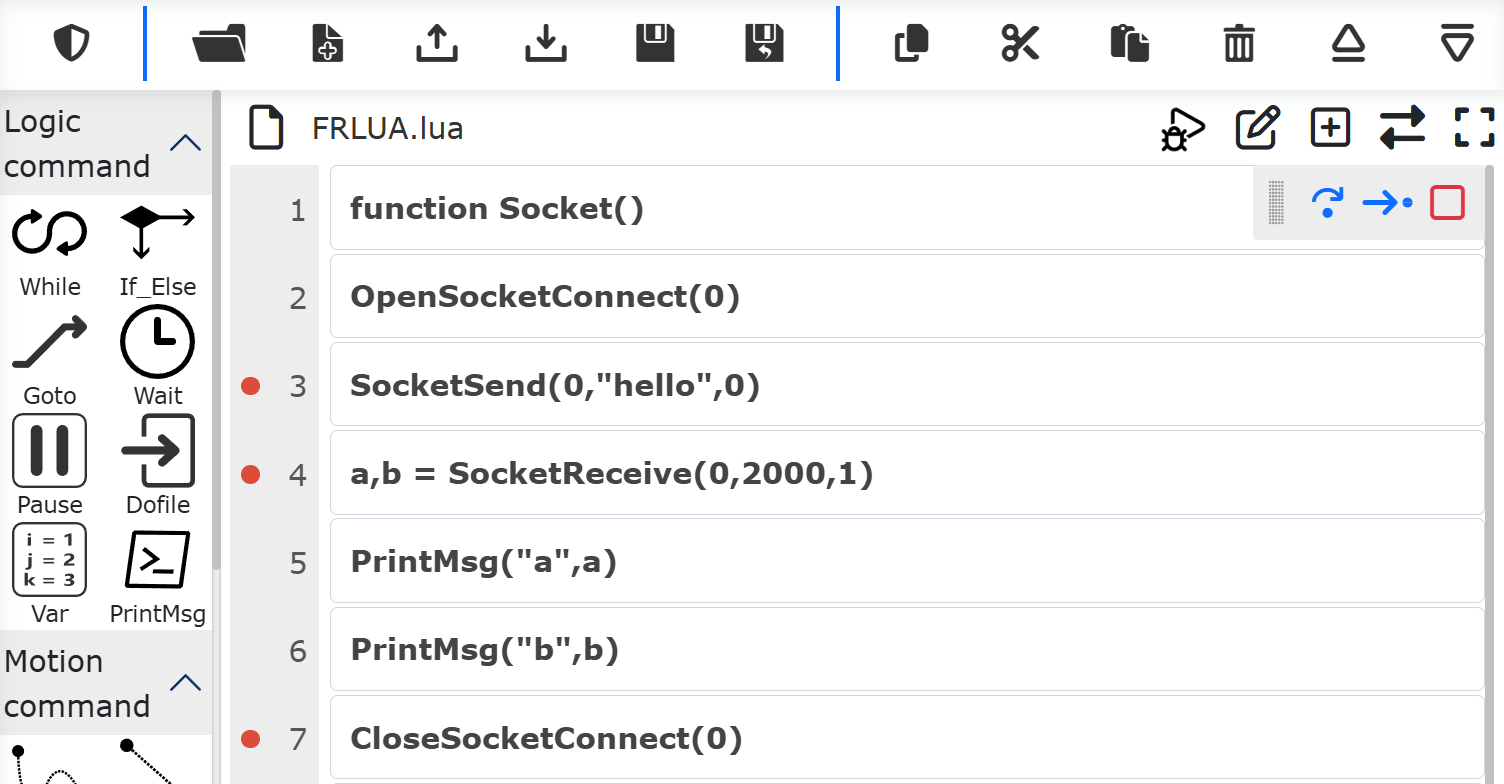 FRLUA.lua
Logic
command
While
If_Else
Goto
Wait
Pause
Dofile
i = 1
j = 2
k = 3
Var
PrintMsg
Motion
command
1 function Socket()
2 OpenSocketConnect(0)
3 SocketSend(0,"hello",0)
4 a,b = SocketReceive(0,2000,1)
5 PrintMsg("a",a)
6 PrintMsg("b",b)
7 CloseSocketConnect(0)